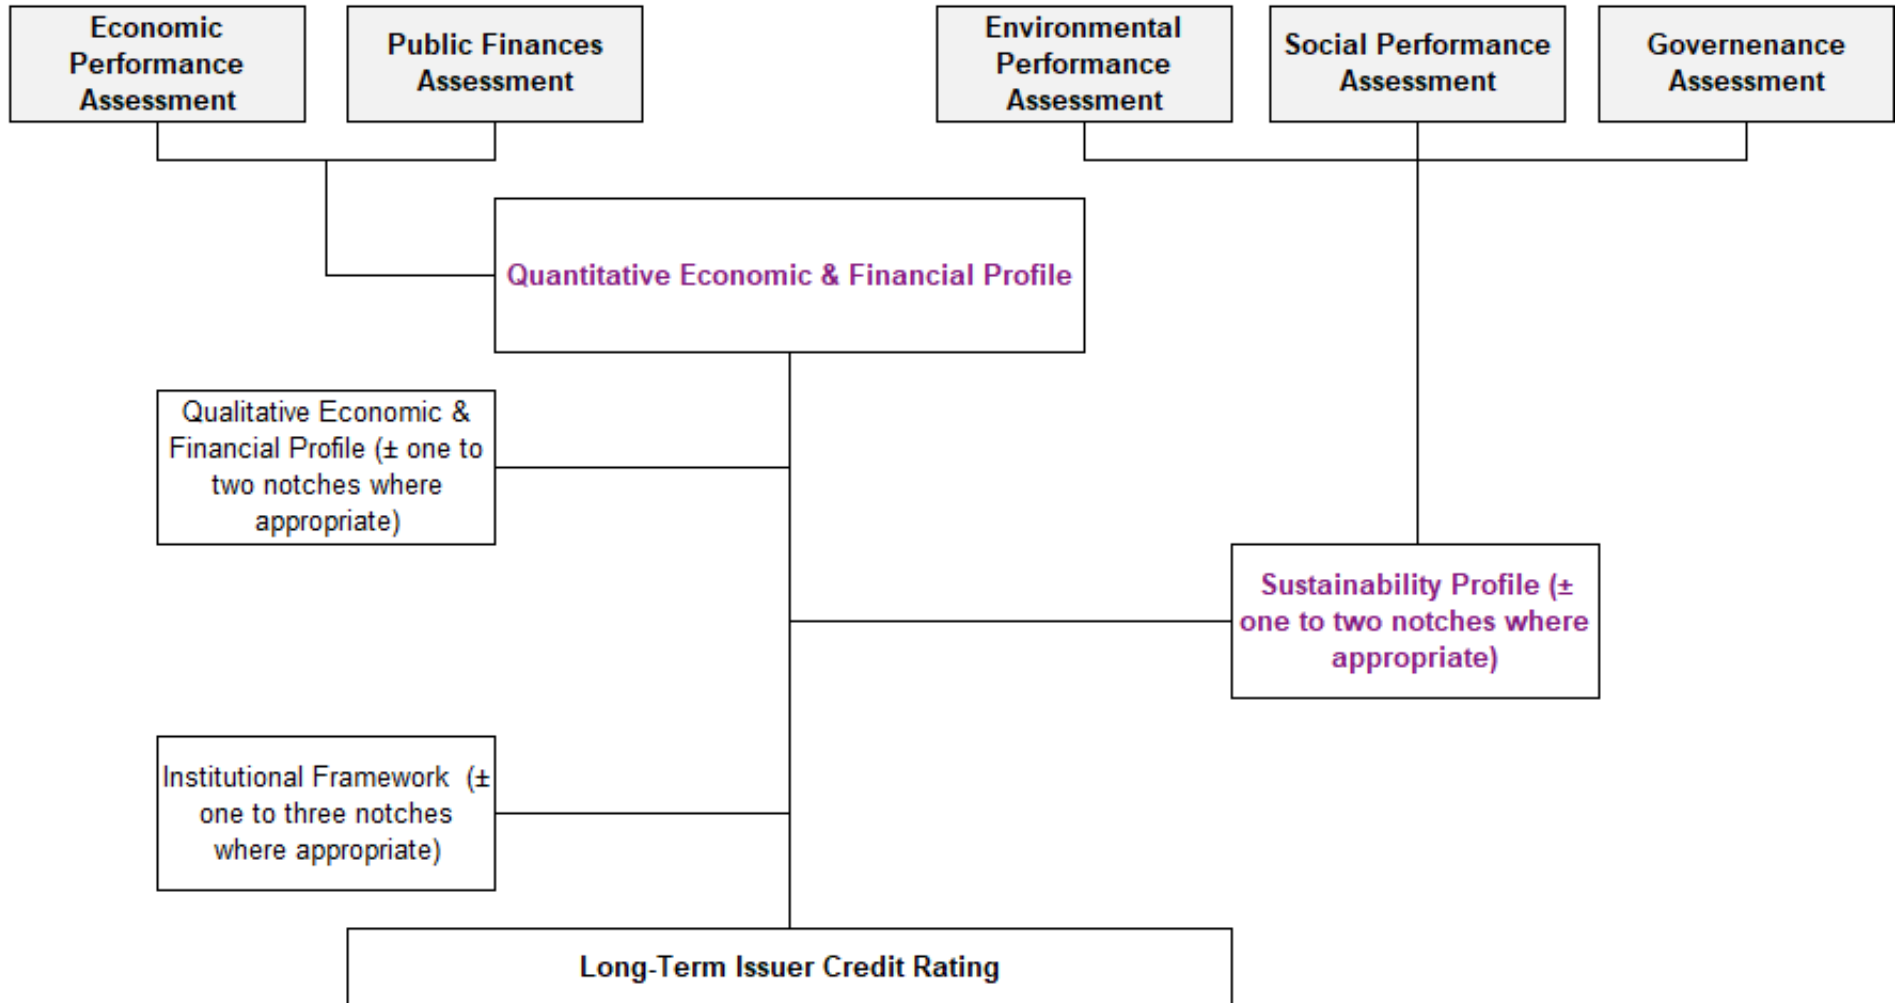 Economic
Performance
Assessment
Public Finances
Assessment
Environmental
Performance
Assessment
Social Performance
Assessment
Governenance
Assessment
Quantitative Economic & Financial Profile
Qualitative Economic &
Financial Profile (± one to
two notches where
appropriate)
Sustainability Profile (±
one to two notches where
appropriate)
Institutional Framework (±
one to three notches
where appropriate)
Long-Term Issuer Credit Rating